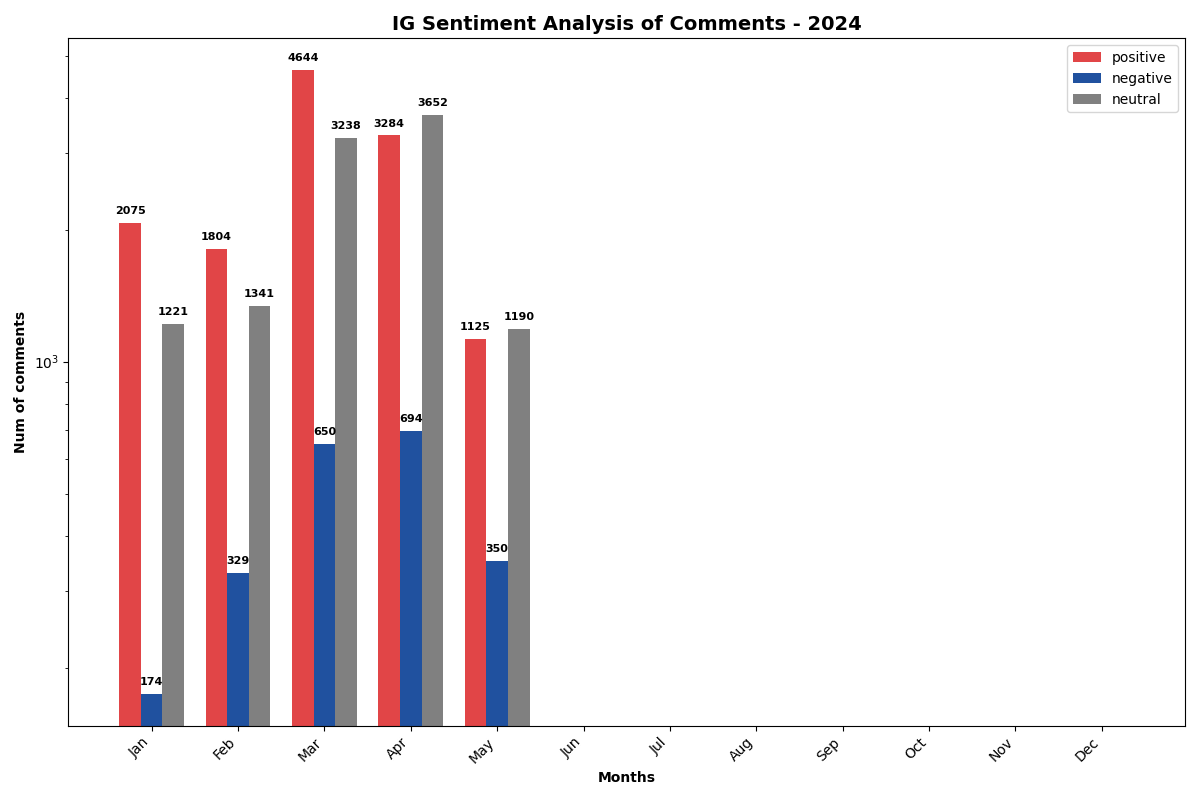 IG Sentiment Analysis of Comments - 2024
positive
negative
neutral
4644
3652
3284
3238
2075
1804
1341
1221
1190
1125
694
650
350
329
174
10³
Num of comments
Jan
Feb
Mar
Apr
May
Jun
Jul
Aug
Sep
Oct
Nov
Dec
Months